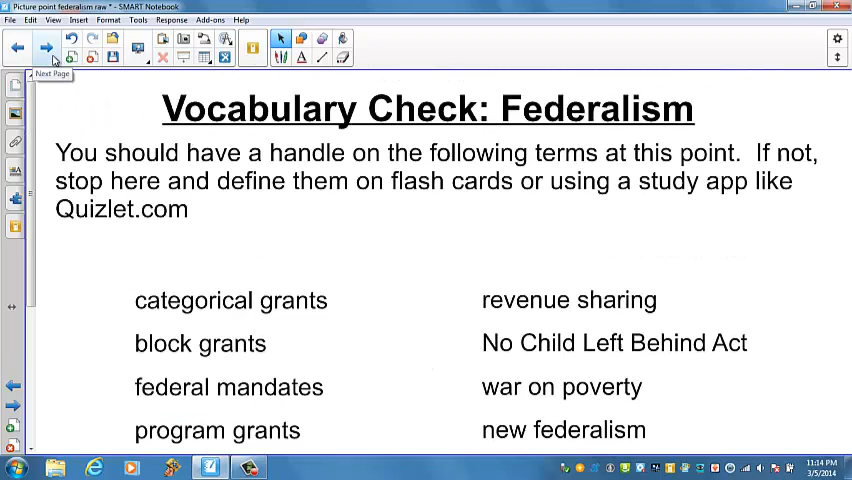 Picture point federalism raw * - SMART Notebook
File Edit View Insert Format Tools Response Add-ons Help
Next Page
Vocabulary Check: Federalism
You should have a handle on the following terms at this point. If not,
stop here and define them on flash cards or using a study app like
Quizlet.com
categorical grants
revenue sharing
block grants
No Child Left Behind Act
federal mandates
war on poverty
program grants
new federalism
11:14 PM
3/5/2014